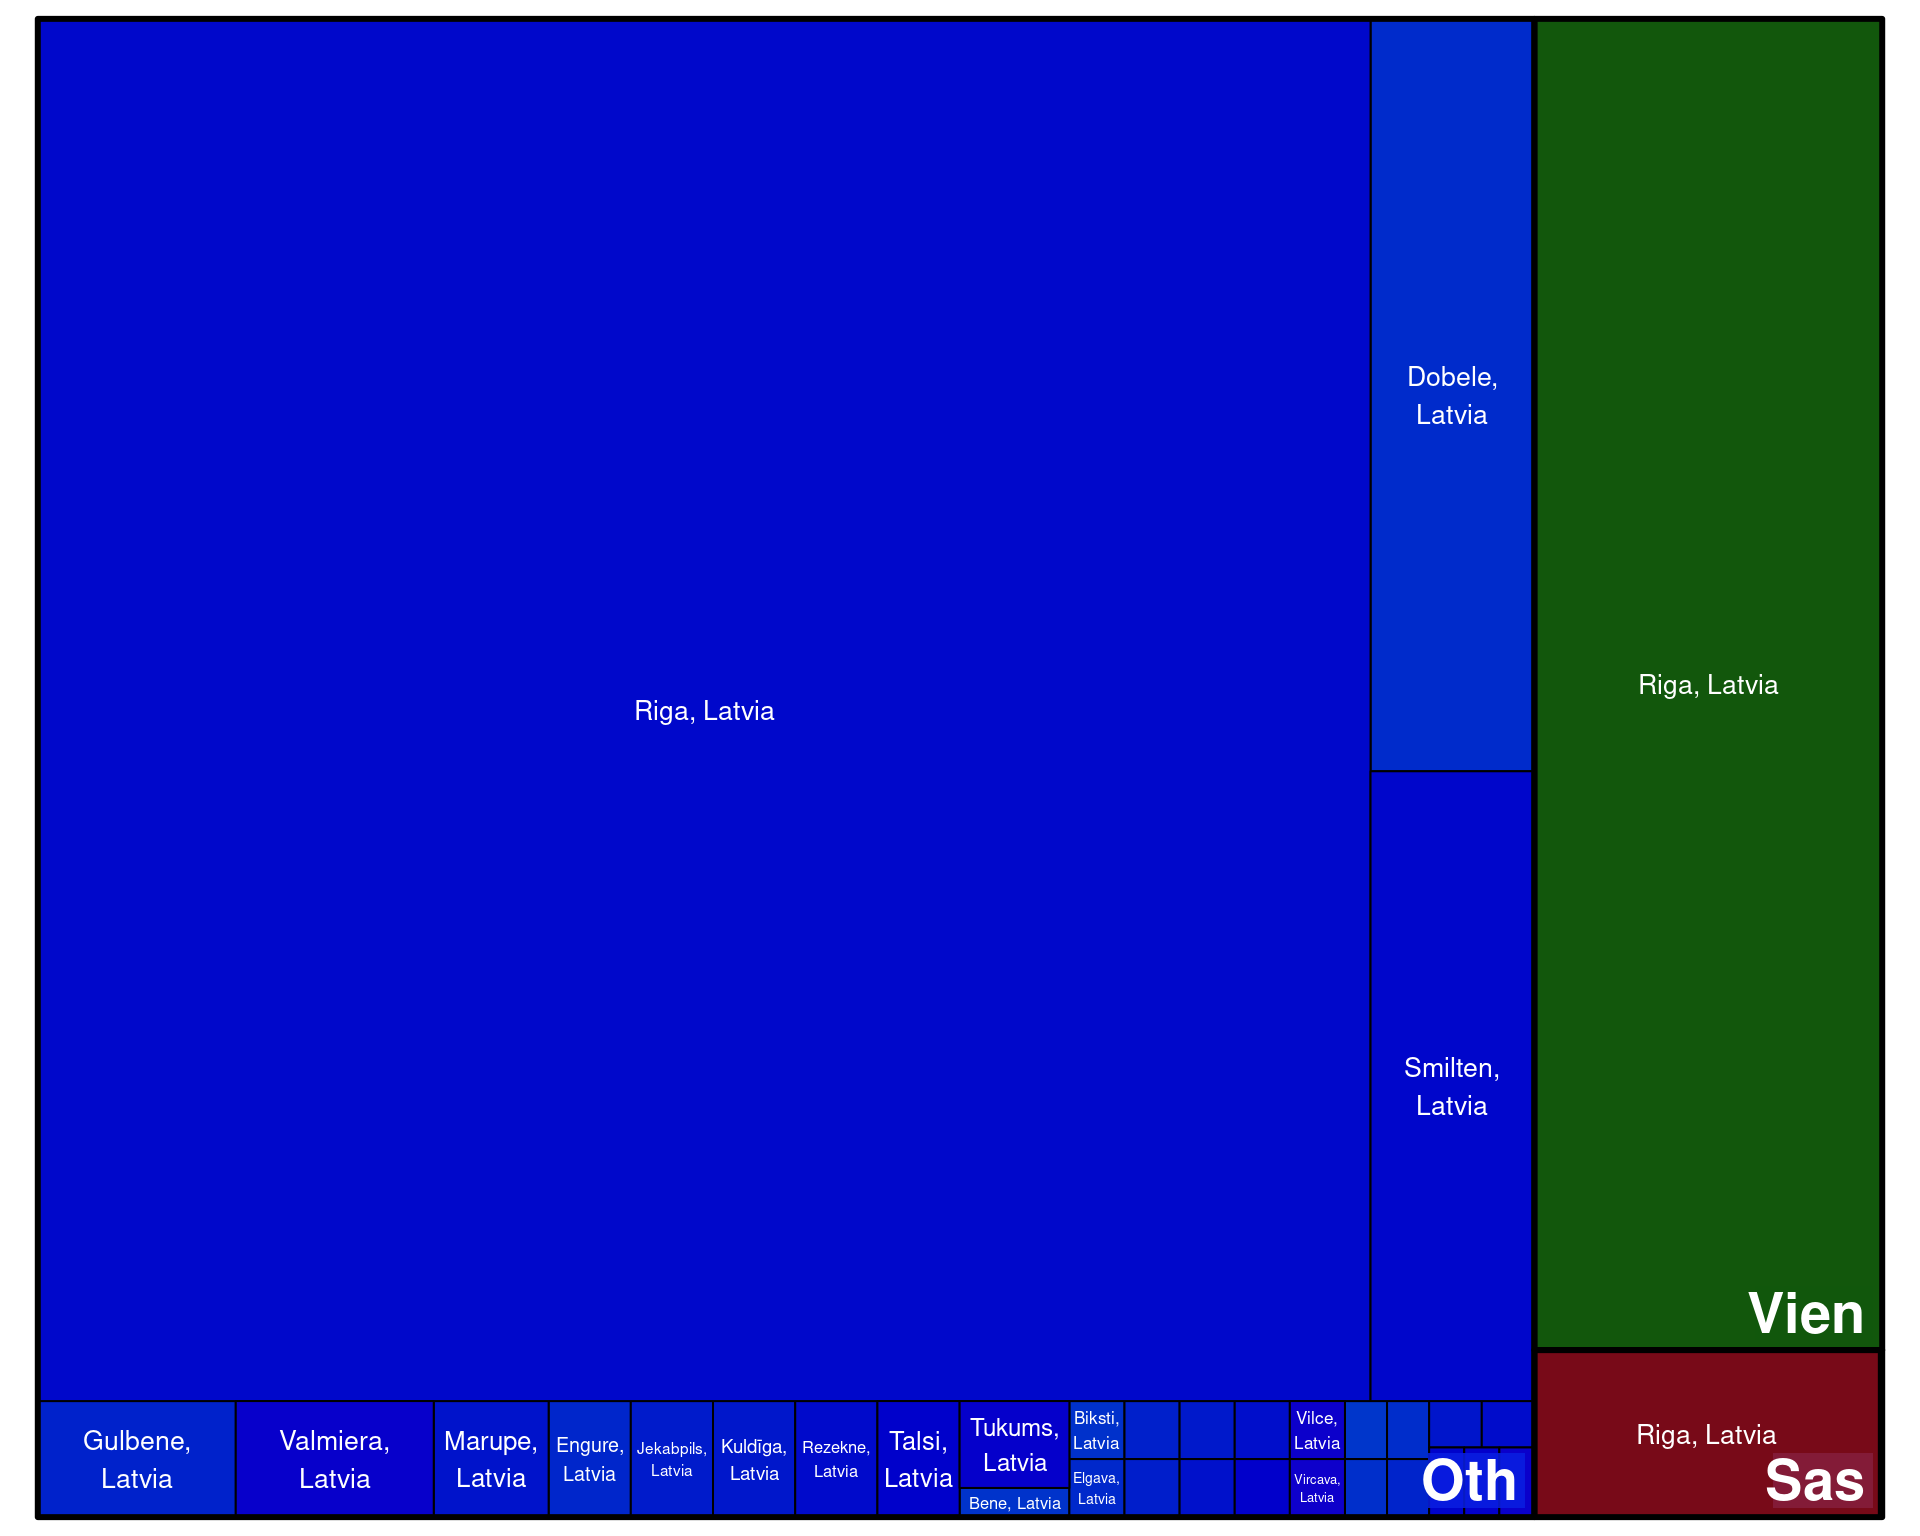 Riga, Latvia
Dobele,
Latvia
Smilten,
Latvia
Riga, Latvia
Vien
Riga, Latvia
Sas
Gulbene,
Latvia
Valmiera,
Latvia
Marupe,
Latvia
Engure,
Latvia
Jekabpils,
Latvia
Kuldīga,
Latvia
Rezekne,
Latvia
Talsi,
Latvia
Tukums,
Latvia
Bene, Latvia
Biksti,
Latvia
Elgava,
Latvia
Vilce,
Latvia
Vircava,
Latvia
Oth